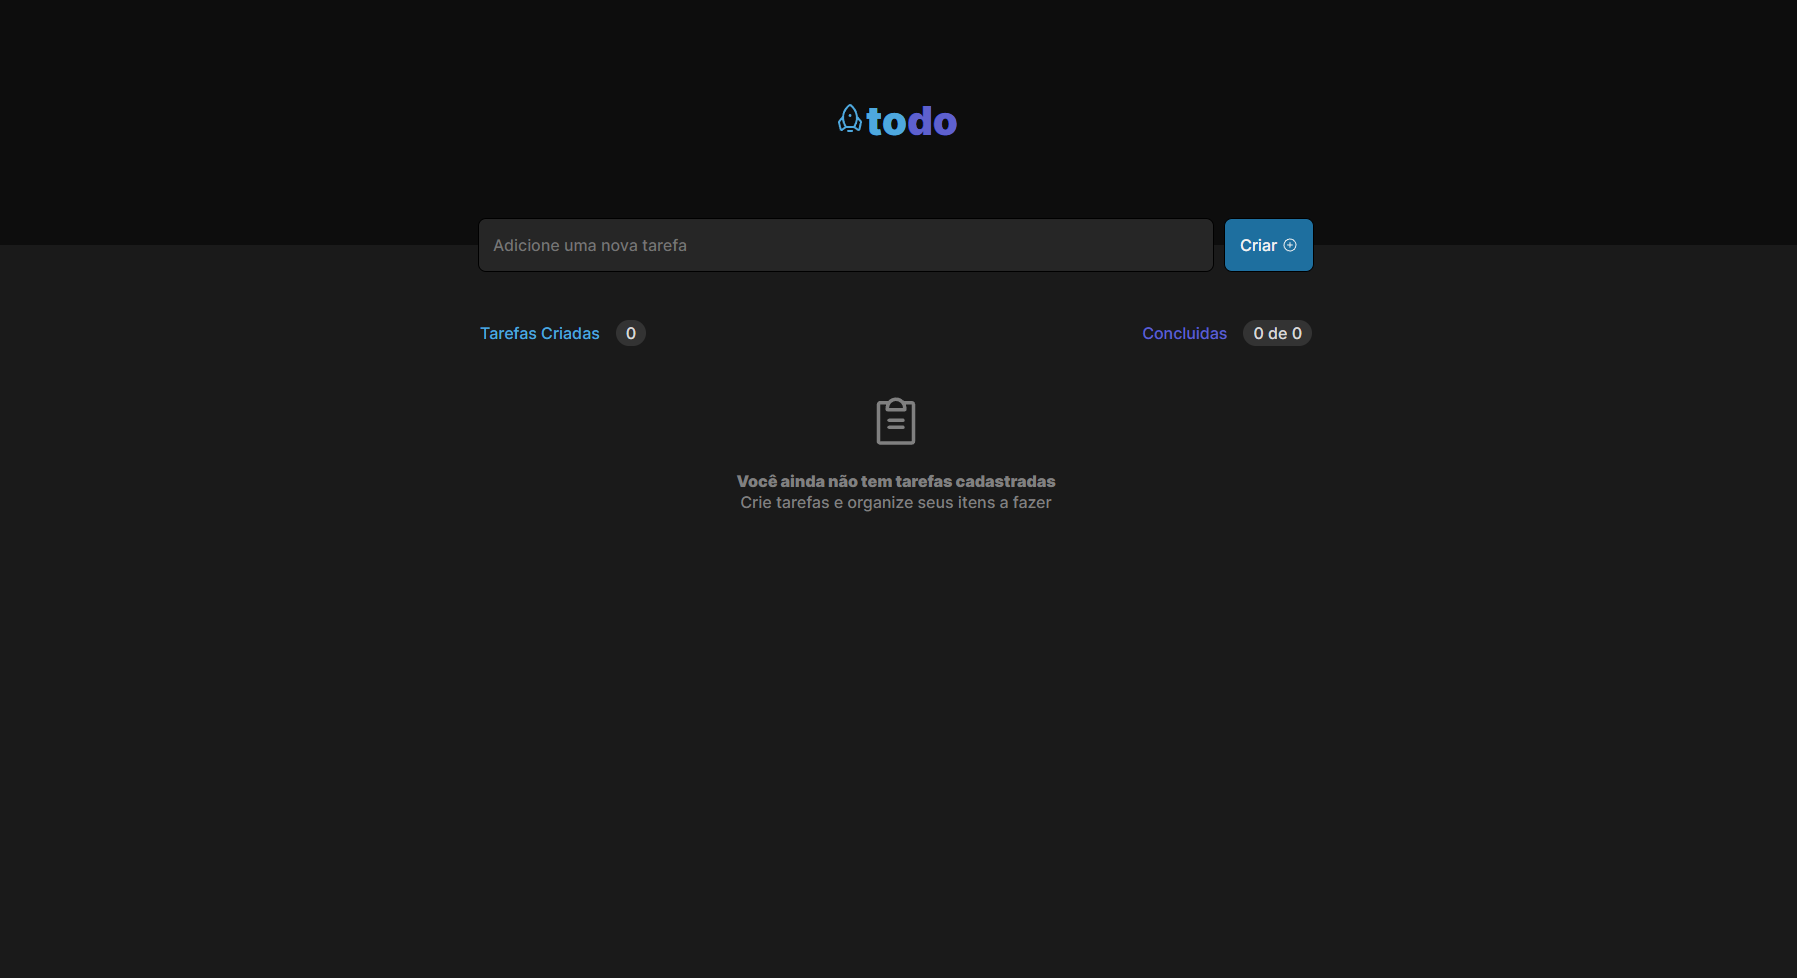 todo
Adicione uma nova tarefa
Criar
Tarefas Criadas 0
Concluidas 0 de 0
Você ainda não tem tarefas cadastradas
Crie tarefas e organize seus itens a fazer